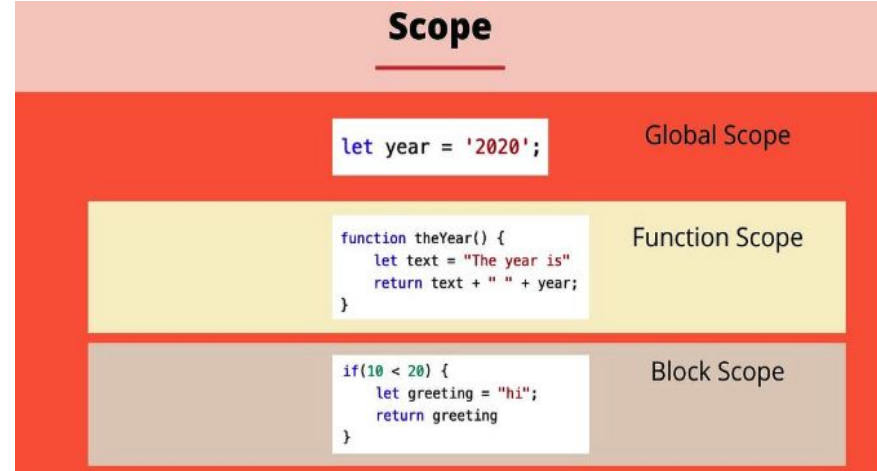 Scope
let year = '2020';
Global Scope
function theYear() {
    let text = "The year is"
    return text + " " + year;
}
Function Scope
if(10 < 20) {
    let greeting = "hi";
    return greeting
}
Block Scope